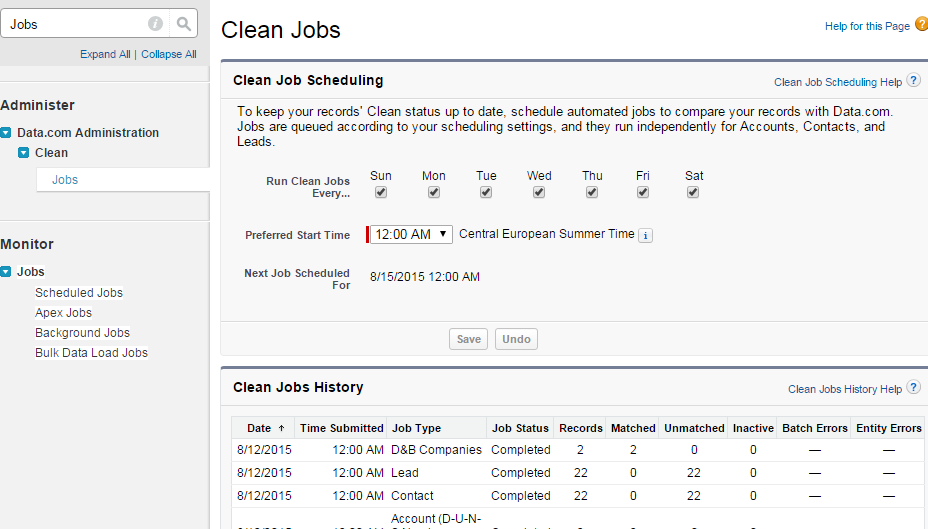 Jobs
Expand All | Collapse All
Administer
Data.com Administration
Clean
Jobs
Monitor
Jobs
Scheduled Jobs
Apex Jobs
Background Jobs
Bulk Data Load Jobs
Clean Jobs
Help for this Page ?
Clean Job Scheduling
Clean Job Scheduling Help ?
To keep your records' Clean status up to date, schedule automated jobs to compare your records with Data.com.
Jobs are queued according to your scheduling settings, and they run independently for Accounts, Contacts, and
Leads.
Run Clean Jobs
Every...
Sun Mon Tue Wed Thu Fri Sat
Preferred Start Time 12:00 AM Central European Summer Time i
Next Job Scheduled
For
8/15/2015 12:00 AM
Save Undo
Clean Jobs History
Clean Jobs History Help ?
Date Time Submitted Job Type Job Status Records Matched Unmatched Inactive Batch Errors Entity Errors
8/12/2015 12:00 AM D&B Companies Completed 2 2 0 0 — —
8/12/2015 12:00 AM Lead Completed 22 0 22 0 — —
8/12/2015 12:00 AM Contact Completed 22 0 22 0 — —
Account (D-U-N-